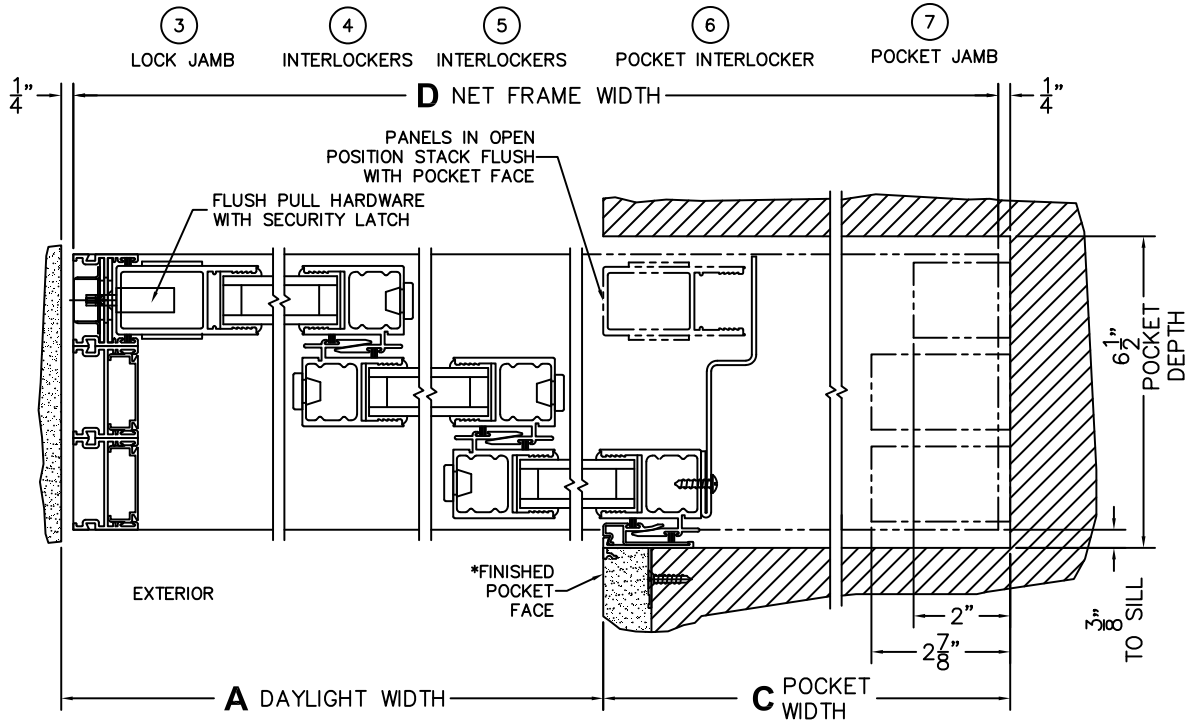 3 4 5 6 7
LOCK JAMB INTERLOCKERS INTERLOCKERS POCKET INTERLOCKER POCKET JAMB
1/4" D NET FRAME WIDTH 1/4"
PANELS IN OPEN
POSITION STACK FLUSH
WITH POCKET FACE
FLUSH PULL HARDWARE
WITH SECURITY LATCH
6 1/2"
POCKET
DEPTH
*FINISHED
POCKET
FACE
EXTERIOR
3/8"
TO SILL
2"
2 7/8"
A DAYLIGHT WIDTH
C POCKET
WIDTH